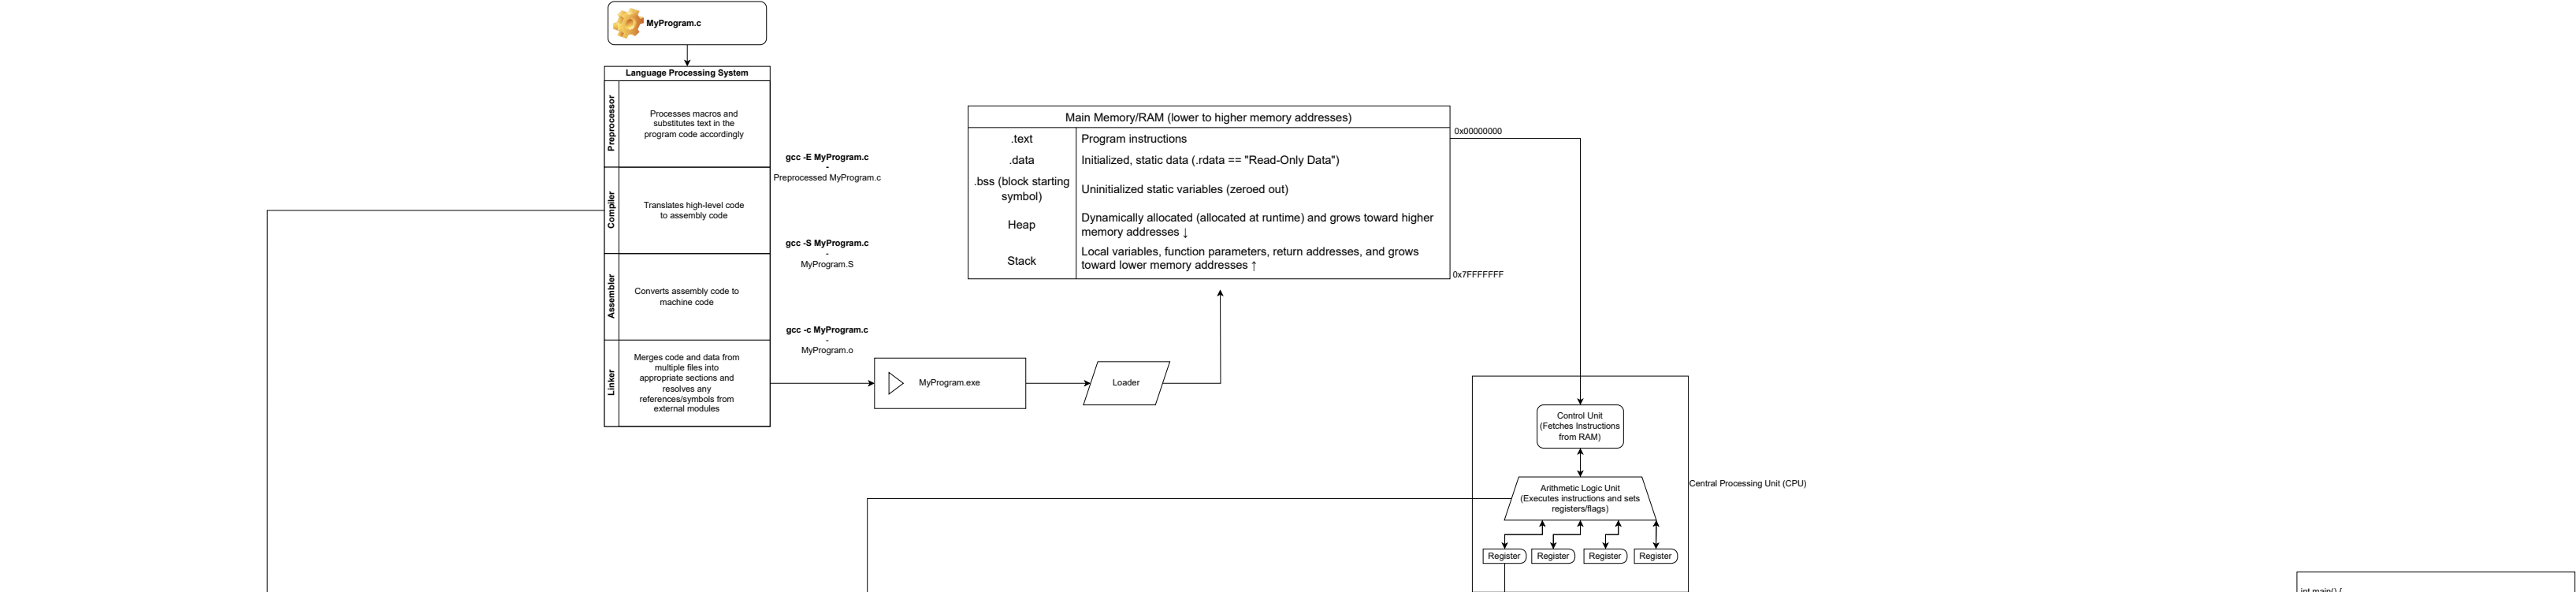 MyProgram.c
Language Processing System
Preprocessor
Processes macros and
substitutes text in the
program code accordingly
gcc -E MyProgram.c
-
Preprocessed MyProgram.c
Compiler
Translates high-level code
to assembly code
gcc -S MyProgram.c
-
MyProgram.S
Assembler
Converts assembly code to
machine code
gcc -c MyProgram.c
-
MyProgram.o
Linker
Merges code and data from
multiple files into
appropriate sections and
resolves any
references/symbols from
external modules
MyProgram.exe
Loader
Main Memory/RAM (lower to higher memory addresses)
0x00000000
.text
Program instructions
.data
Initialized, static data (.rdata == "Read-Only Data")
.bss (block starting
symbol)
Uninitialized static variables (zeroed out)
Heap
Dynamically allocated (allocated at runtime) and grows toward higher
memory addresses ↓
Stack
Local variables, function parameters, return addresses, and grows
toward lower memory addresses ↑
0x7FFFFFFF
Control Unit
(Fetches Instructions
from RAM)
Central Processing Unit (CPU)
Arithmetic Logic Unit
(Executes instructions and sets
registers/flags)
Register
Register
Register
Register
int main() {